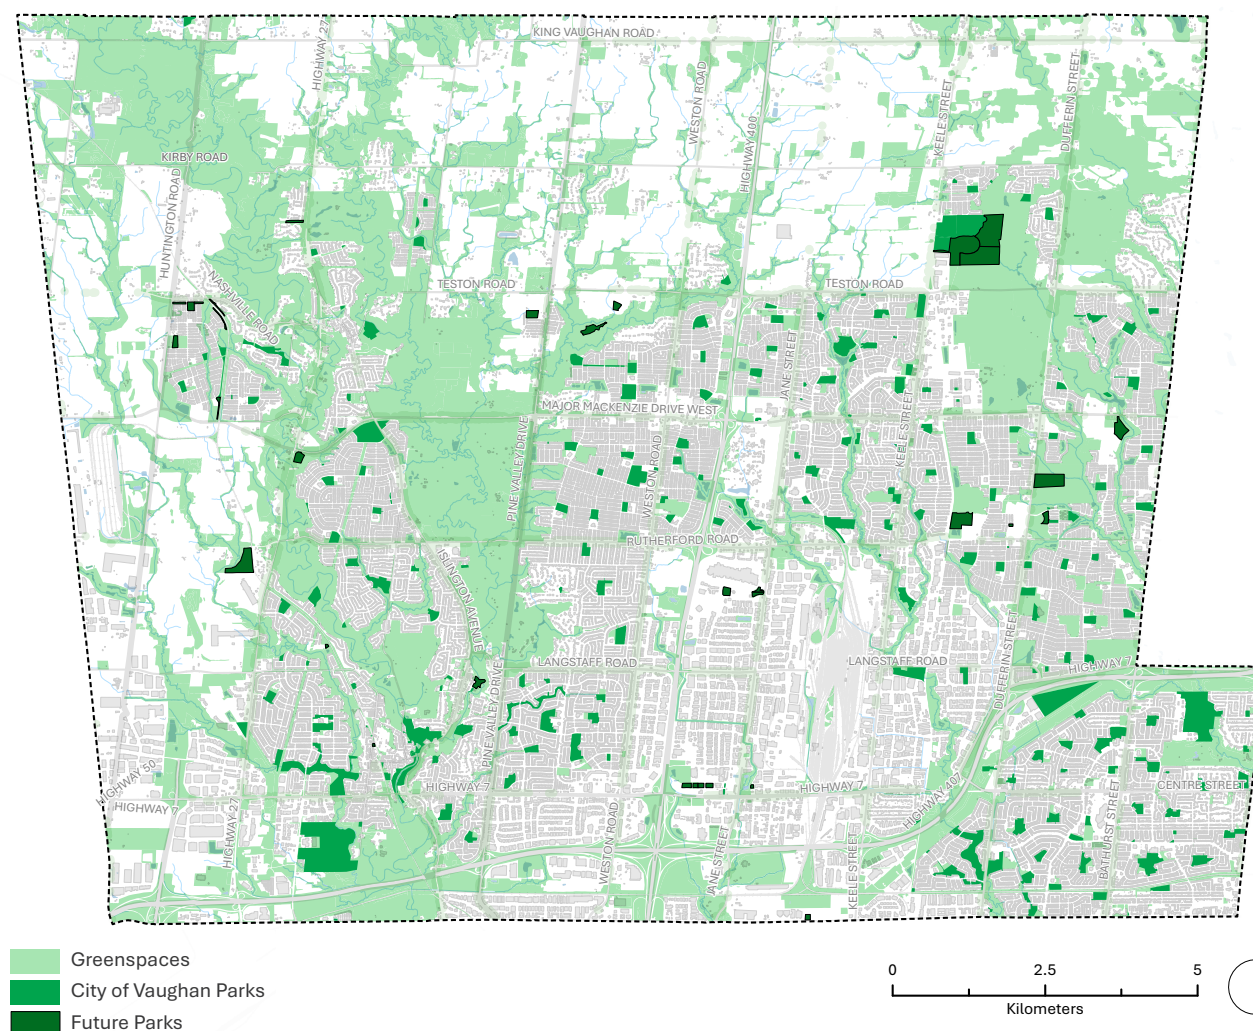 KING VAUGHAN ROAD
HIGHWAY 27
WESTON ROAD
HIGHWAY 400
KEELE STREET
DUFFERIN STREET
KIRBY ROAD
HUNTINGTON ROAD
NASHVILLE ROAD
TESTON ROAD
TESTON ROAD
JANE STREET
MAJOR MACKENZIE DRIVE WEST
PINE VALLEY DRIVE
WESTON ROAD
KEELE STREET
RUTHERFORD ROAD
ISLINGTON AVENUE
LANGSTAFF ROAD
LANGSTAFF ROAD
DUFFERIN STREET
HIGHWAY 7
PINE VALLEY DRIVE
HIGHWAY 50
HIGHWAY 7
HIGHWAY 27
HIGHWAY 7
HIGHWAY 7
HIGHWAY 407
CENTRE STREET
WESTON ROAD
JANE STREET
KEELE STREET
BATHURST STREET
Greenspaces
City of Vaughan Parks
Future Parks
0 2.5 5
Kilometers